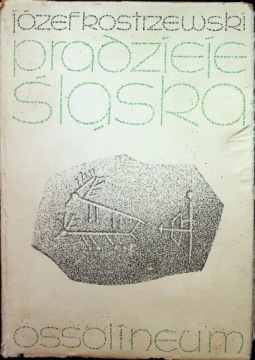 józef kostrzewski
pradzieje
śląska
ossolineum